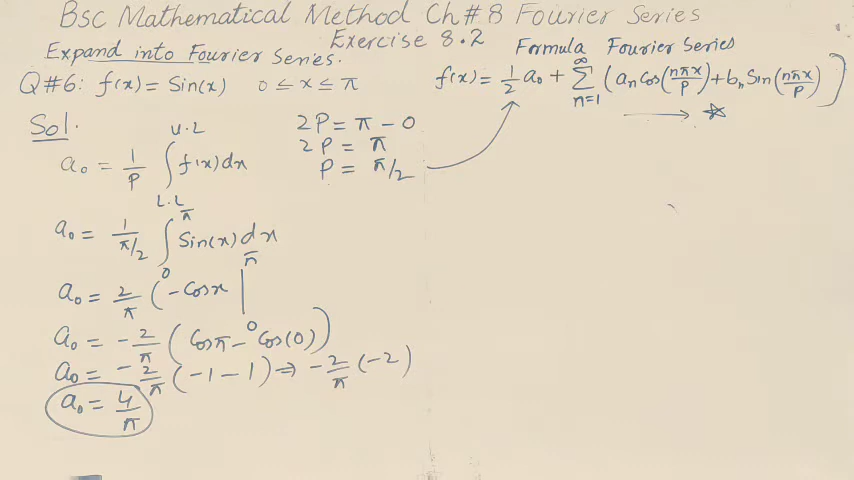 Bsc Mathematical Method Ch # 8 Fourier Series
Exercise 8.2
Expand into Fourier Series.
Formula Fourier Series
Q#6: f(x) = Sin(x) 0 ≤ x ≤ π
f(x) = 1/2 a₀ + ∑_{n=1}^{∞} (aₙ Cos(nπx/P) + bₙ Sin(nπx/P))
⟶ ☆
Sol.
2P = π − 0
2P = π
P = π/2
a₀ = 1/P ∫_{L.L}^{U.L} f(x) dx
a₀ = 1/(π/2) ∫_0^π Sin(x) dx
a₀ = 2/π (−Cosx |_0^π
a₀ = −2/π (Cosπ − Cos(0))
a₀ = −2/π (−1 − 1) ⇒ −2/π (−2)
a₀ = 4/π